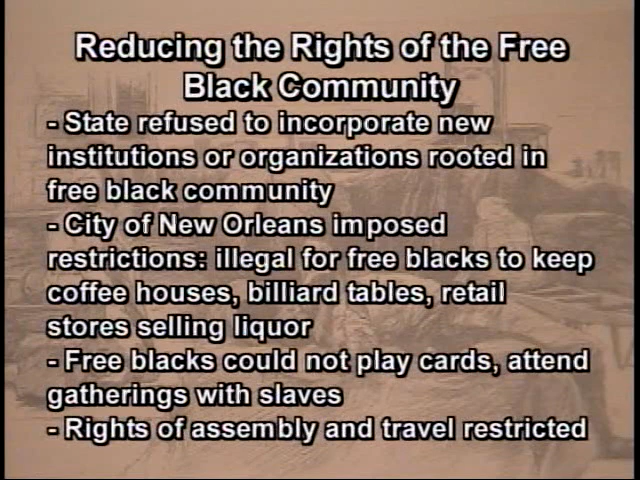 Reducing the Rights of the Free
Black Community
- State refused to incorporate new
institutions or organizations rooted in
free black community
- City of New Orleans imposed
restrictions: illegal for free blacks to keep
coffee houses, billiard tables, retail
stores selling liquor
- Free blacks could not play cards, attend
gatherings with slaves
- Rights of assembly and travel restricted